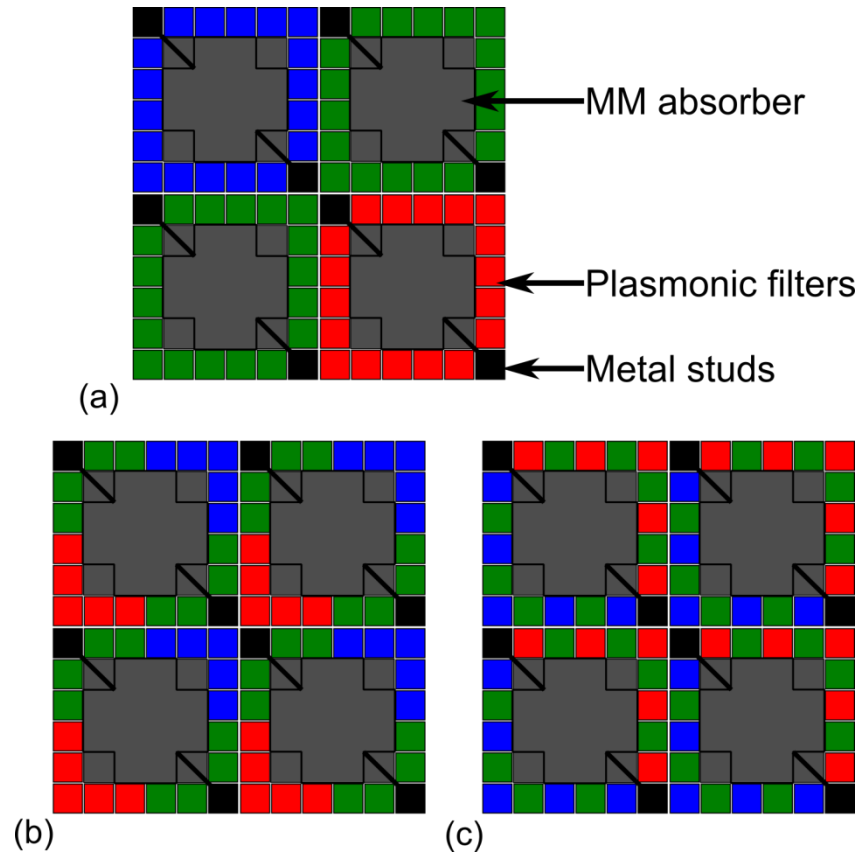 MM absorber
Plasmonic filters
Metal studs
(a)
(b)
(c)